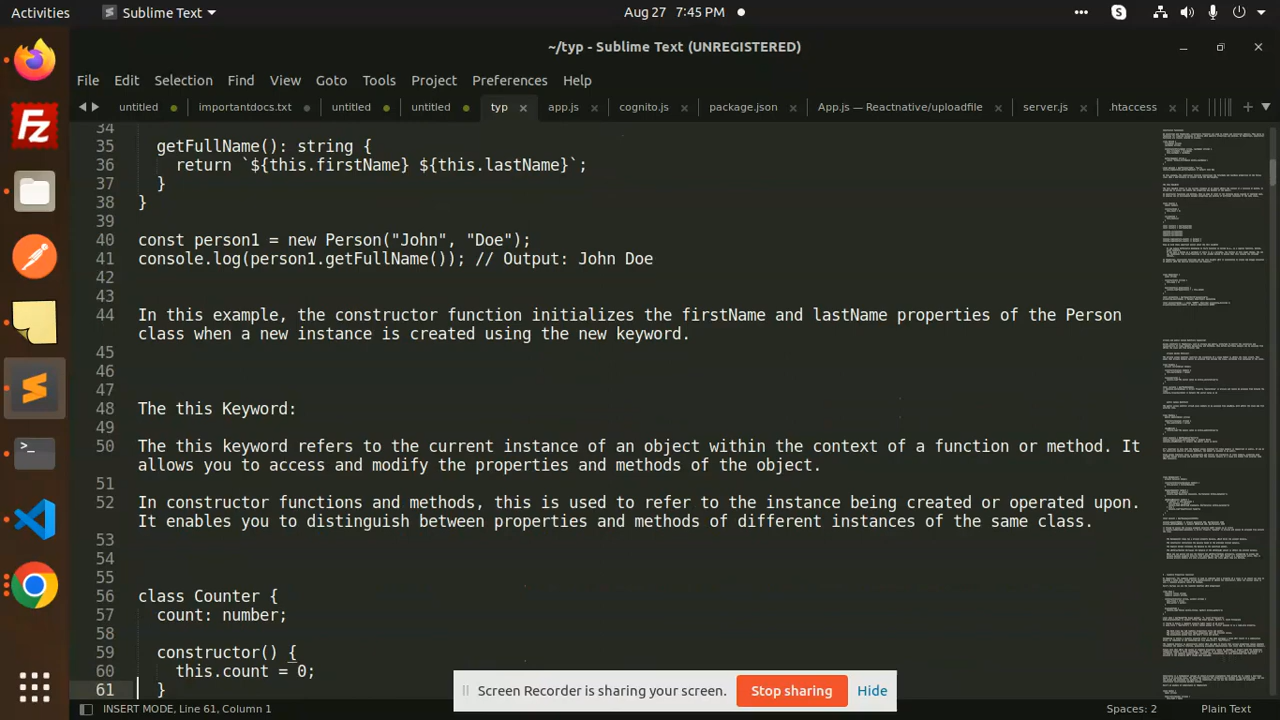 Activities Sublime Text Aug 27 7:45 PM
~/typ - Sublime Text (UNREGISTERED)
File Edit Selection Find View Goto Tools Project Preferences Help
untitled importantdocs.txt untitled untitled typ app.js cognito.js package.json App.js — Reactnative/uploadfile server.js .htaccess
34
35 getFullName(): string {
36 return `${this.firstName} ${this.lastName}`;
37 }
38 }
39
40 const person1 = new Person("John", "Doe");
41 console.log(person1.getFullName()); // Output: John Doe
42
43
44 In this example, the constructor function initializes the firstName and lastName properties of the Person
class when a new instance is created using the new keyword.
45
46
47
48 The this Keyword:
49
50 The this keyword refers to the current instance of an object within the context of a function or method. It
allows you to access and modify the properties and methods of the object.
51
52 In constructor functions and methods, this is used to refer to the instance being created or operated upon.
It enables you to distinguish between properties and methods of different instances of the same class.
53
54
55
56 class Counter {
57 count: number;
58
59 constructor() {
60 this.count = 0;
61 }
Screen Recorder is sharing your screen. Stop sharing Hide
INSERT MODE, Line 61, Column 1 Spaces: 2 Plain Text